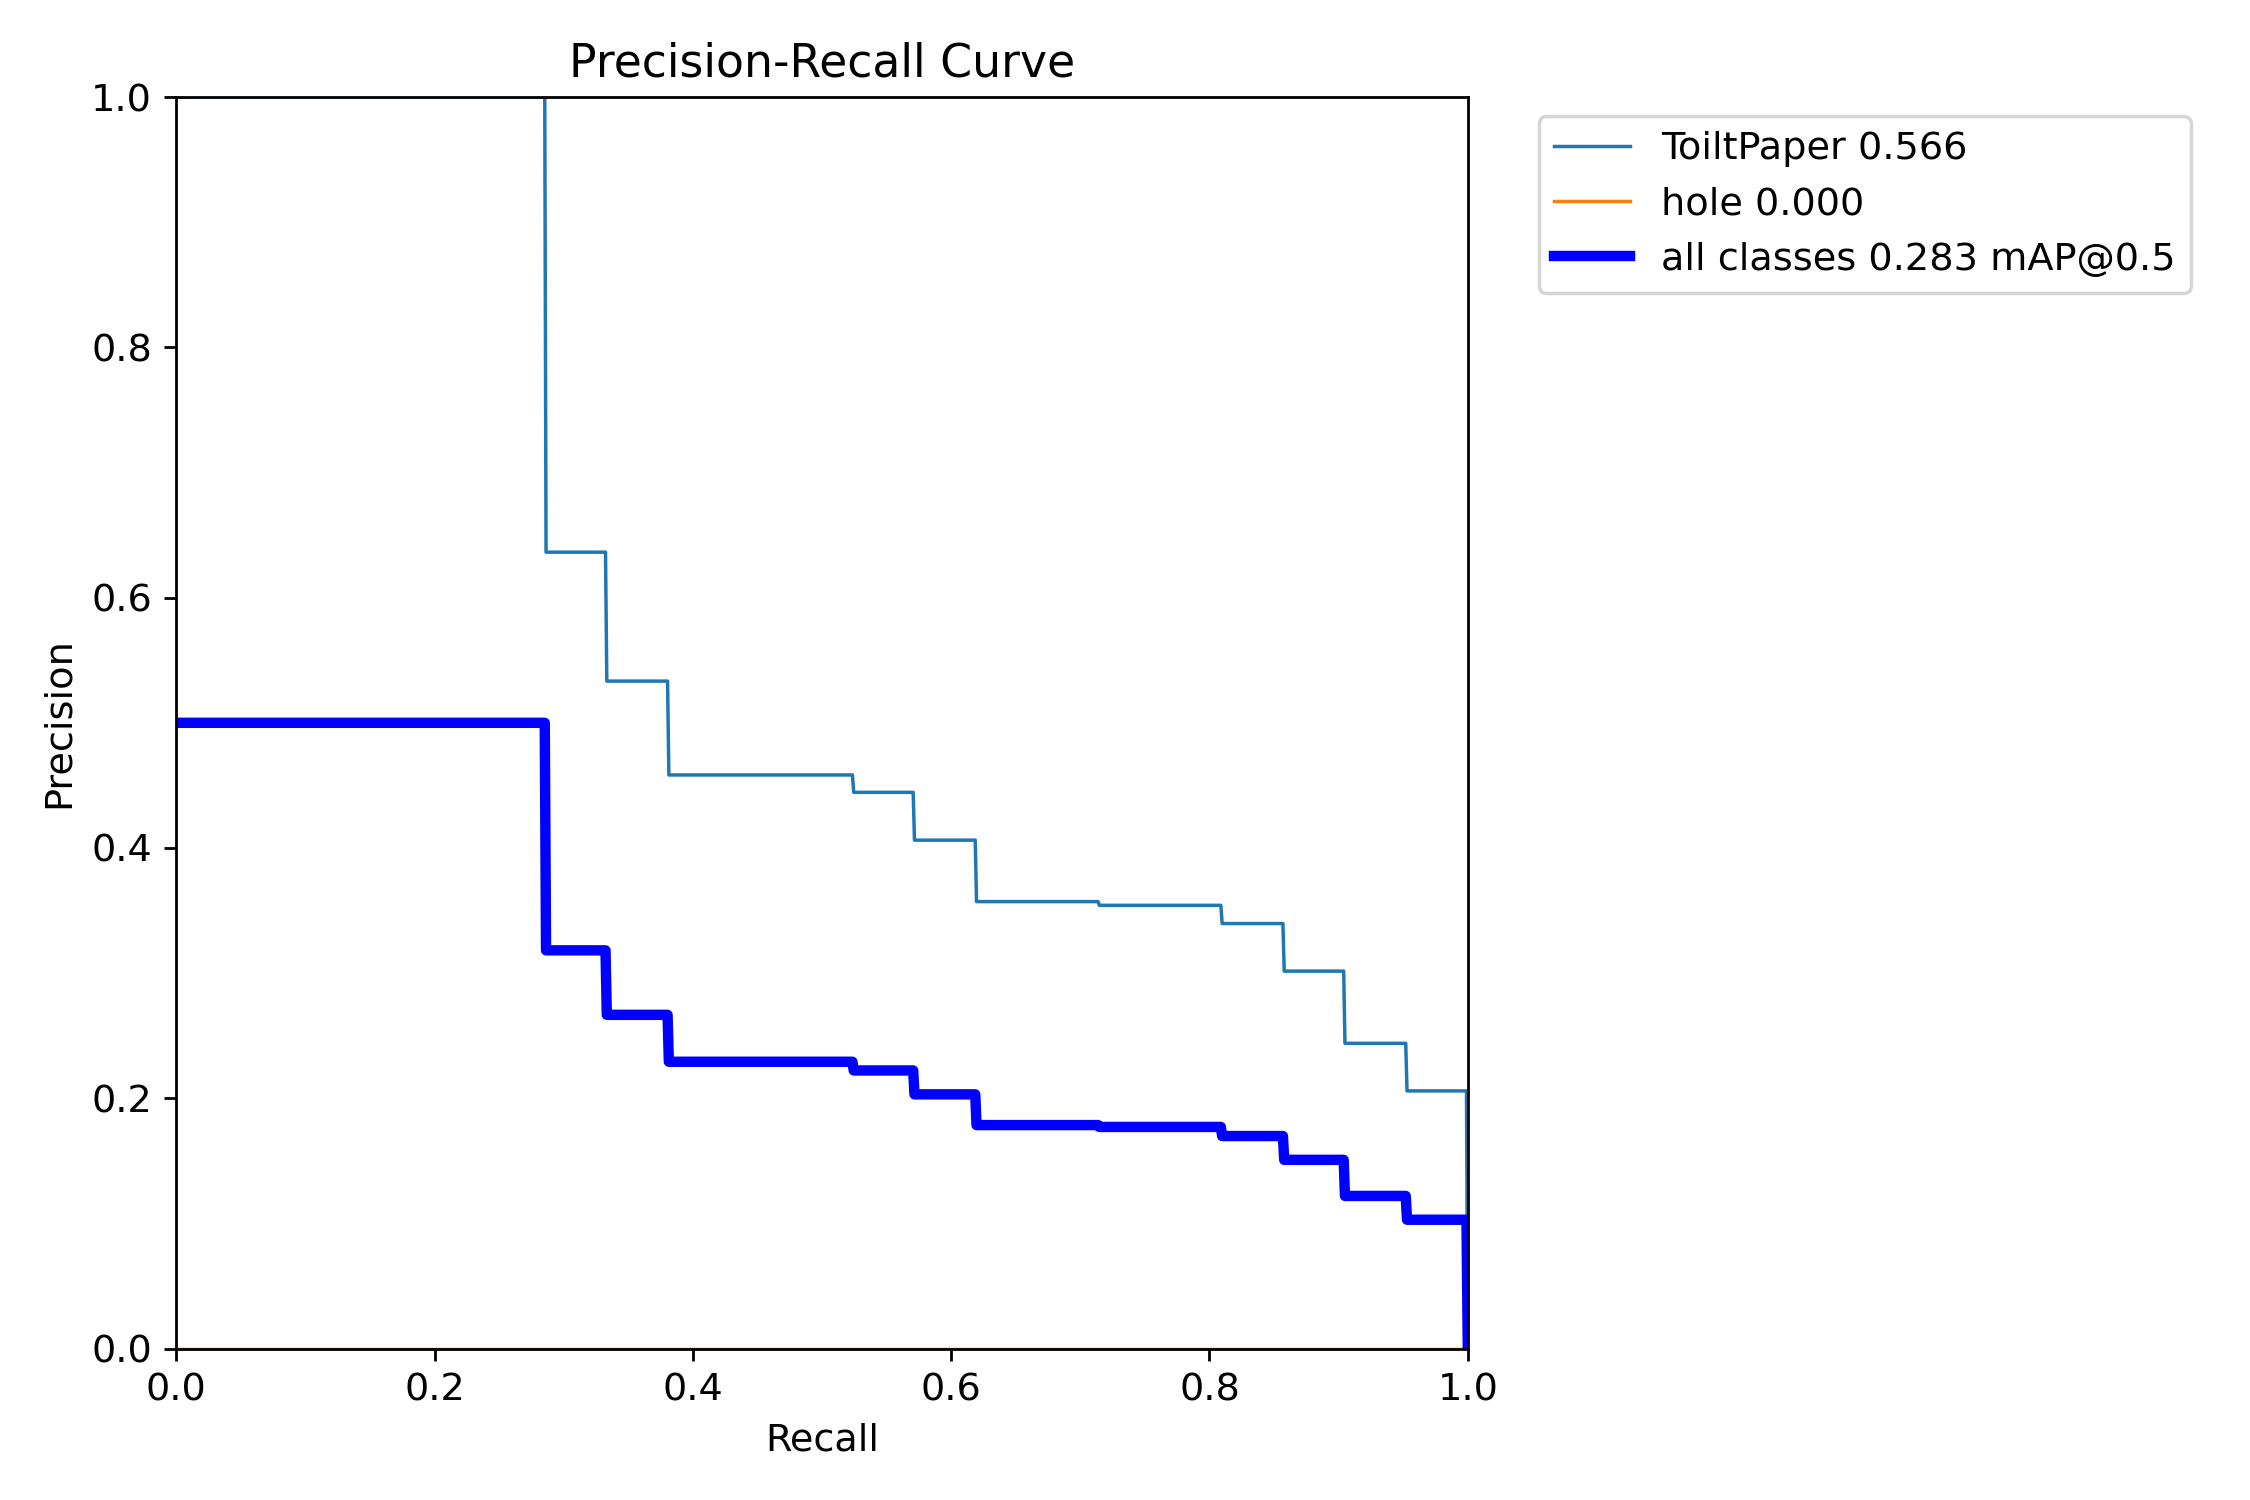 Precision-Recall Curve
1.0
0.8
0.6
0.4
0.2
0.0
Precision
0.0 0.2 0.4 0.6 0.8 1.0
Recall
ToiltPaper 0.566
hole 0.000
all classes 0.283 mAP@0.5